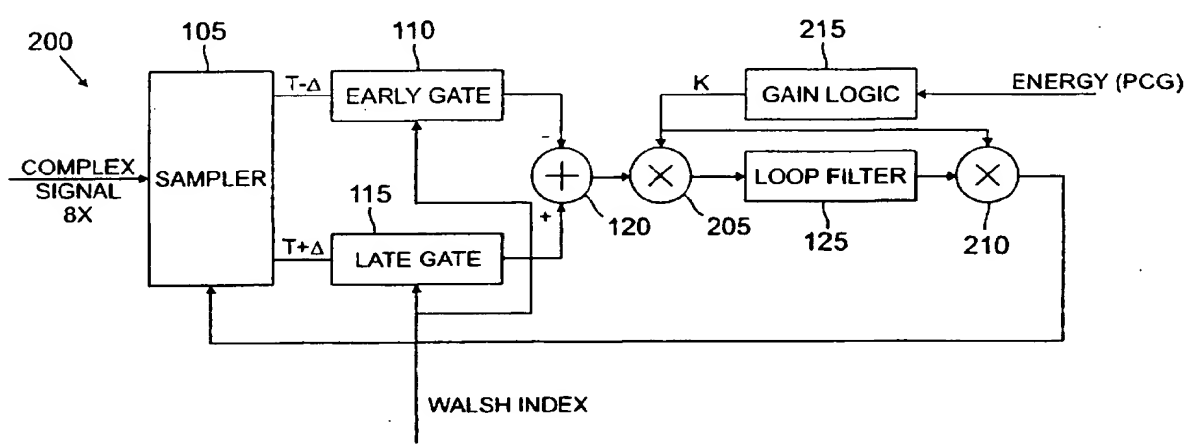 200
105
110
215
T-Δ
EARLY GATE
K
GAIN LOGIC
ENERGY (PCG)
-
COMPLEX
SIGNAL
8X
SAMPLER
+
×
LOOP FILTER
×
115
+
120
205
125
210
T+Δ
LATE GATE
WALSH INDEX